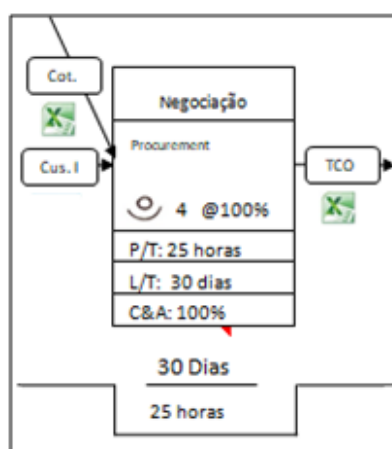 Cot.
Negociação
Procurement
Cus. I
TCO
4 @100%
P/T: 25 horas
L/T: 30 dias
C&A: 100%
30 Dias
25 horas